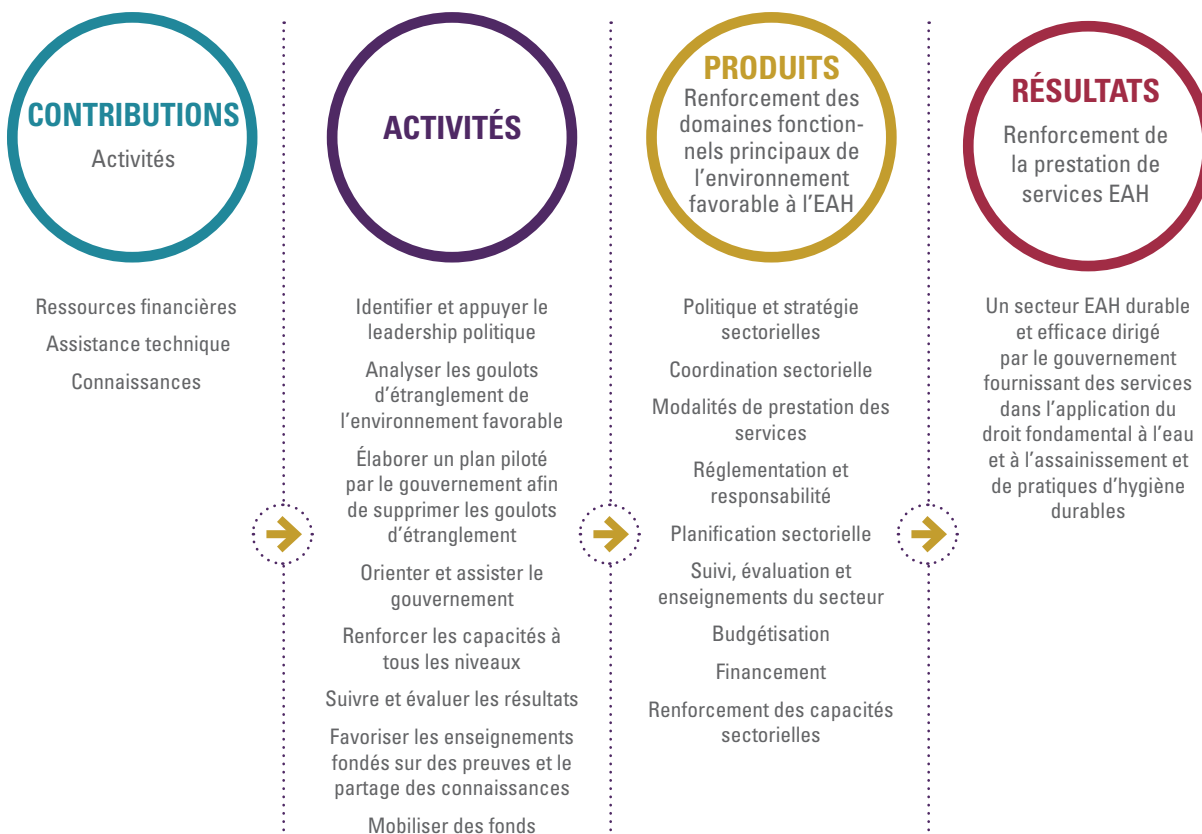 CONTRIBUTIONS
Activités
Ressources financières
Assistance technique
Connaissances
ACTIVITÉS
Identifier et appuyer le
leadership politique
Analyser les goulots
d’étranglement de
l’environnement favorable
Élaborer un plan piloté
par le gouvernement afin
de supprimer les goulots
d’étranglement
Orienter et assister le
gouvernement
Renforcer les capacités à
tous les niveaux
Suivre et évaluer les résultats
Favoriser les enseignements
fondés sur des preuves et le
partage des connaissances
Mobiliser des fonds
PRODUITS
Renforcement des
domaines fonction-
nels principaux de
l’environnement
favorable à l’EAH
Politique et stratégie
sectorielles
Coordination sectorielle
Modalités de prestation des
services
Réglementation et
responsabilité
Planification sectorielle
Suivi, évaluation et
enseignements du secteur
Budgétisation
Financement
Renforcement des capacités
sectorielles
RÉSULTATS
Renforcement de
la prestation de
services EAH
Un secteur EAH durable
et efficace dirigé
par le gouvernement
fournissant des services
dans l’application du
droit fondamental à l’eau
et à l’assainissement et
de pratiques d’hygiène
durables